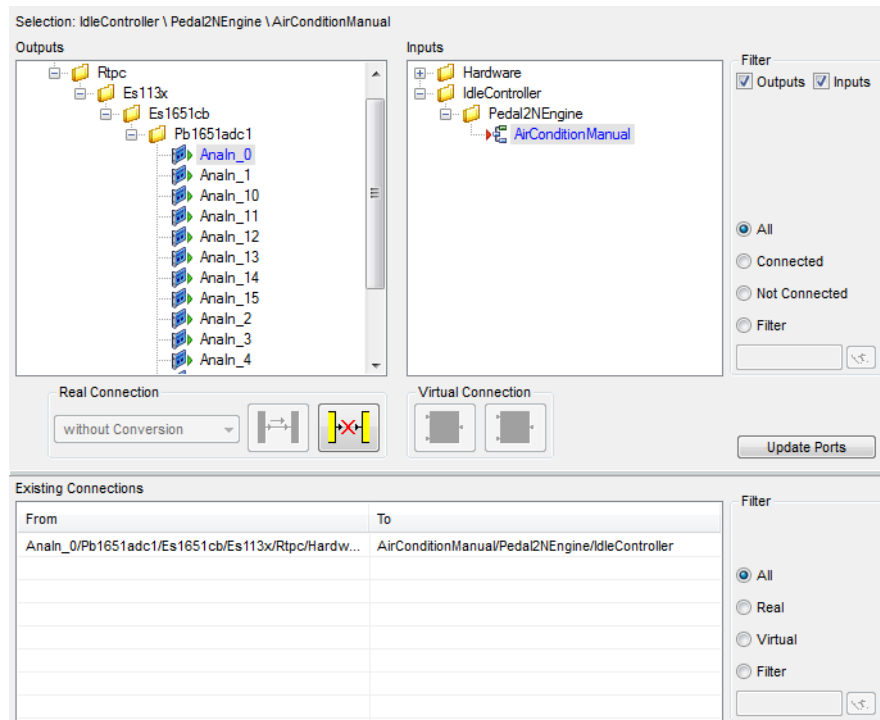 Selection: IdleController \ Pedal2NEngine \ AirConditionManual
Outputs
Rtpc
Es113x
Es1651cb
Pb1651adc1
AnaIn_0
AnaIn_1
AnaIn_10
AnaIn_11
AnaIn_12
AnaIn_13
AnaIn_14
AnaIn_15
AnaIn_2
AnaIn_3
AnaIn_4
Inputs
Hardware
IdleController
Pedal2NEngine
AirConditionManual
Filter
Outputs Inputs
All
Connected
Not Connected
Filter
Real Connection
without Conversion
Virtual Connection
Update Ports
Existing Connections
From To
AnaIn_0/Pb1651adc1/Es1651cb/Es113x/Rtpc/Hardw... AirConditionManual/Pedal2NEngine/IdleController
Filter
All
Real
Virtual
Filter